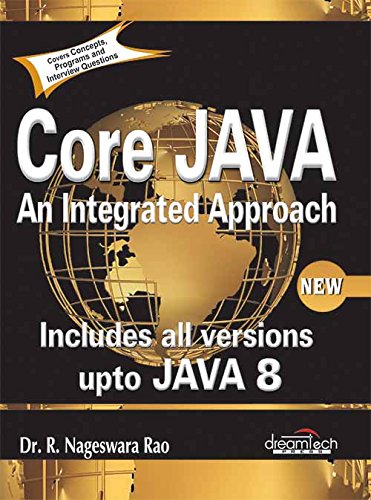 Covers Concepts,
Programs and
Interview Questions
Core JAVA
An Integrated Approach
NEW
Includes all versions
upto JAVA 8
Dr. R. Nageswara Rao
dreamtech
PRESS